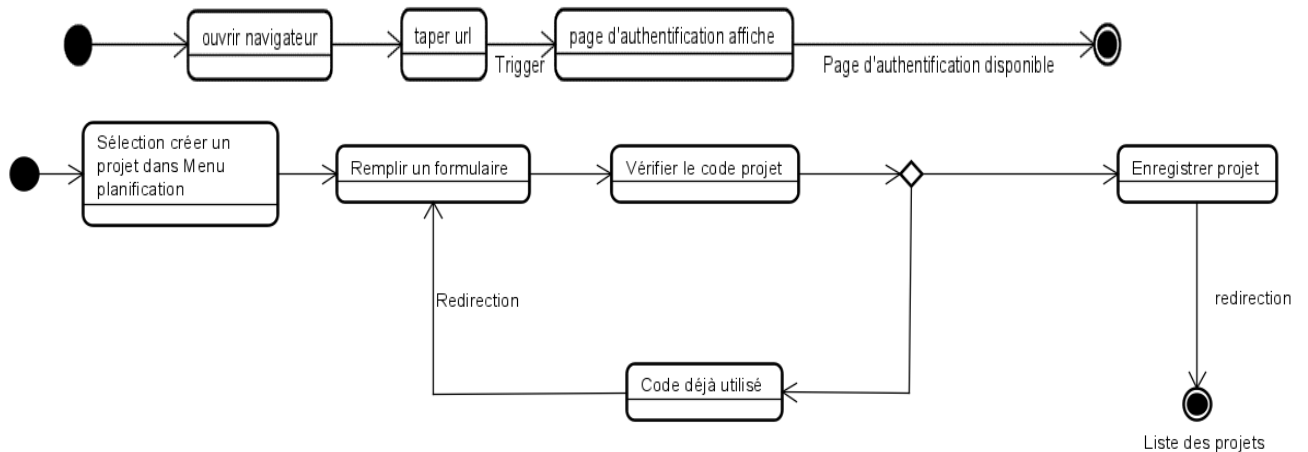 ouvrir navigateur
taper url
page d'authentification affiche
Trigger
Page d'authentification disponible
Sélection créer un
projet dans Menu
planification
Remplir un formulaire
Vérifier le code projet
Enregistrer projet
Redirection
redirection
Code déjà utilisé
Liste des projets